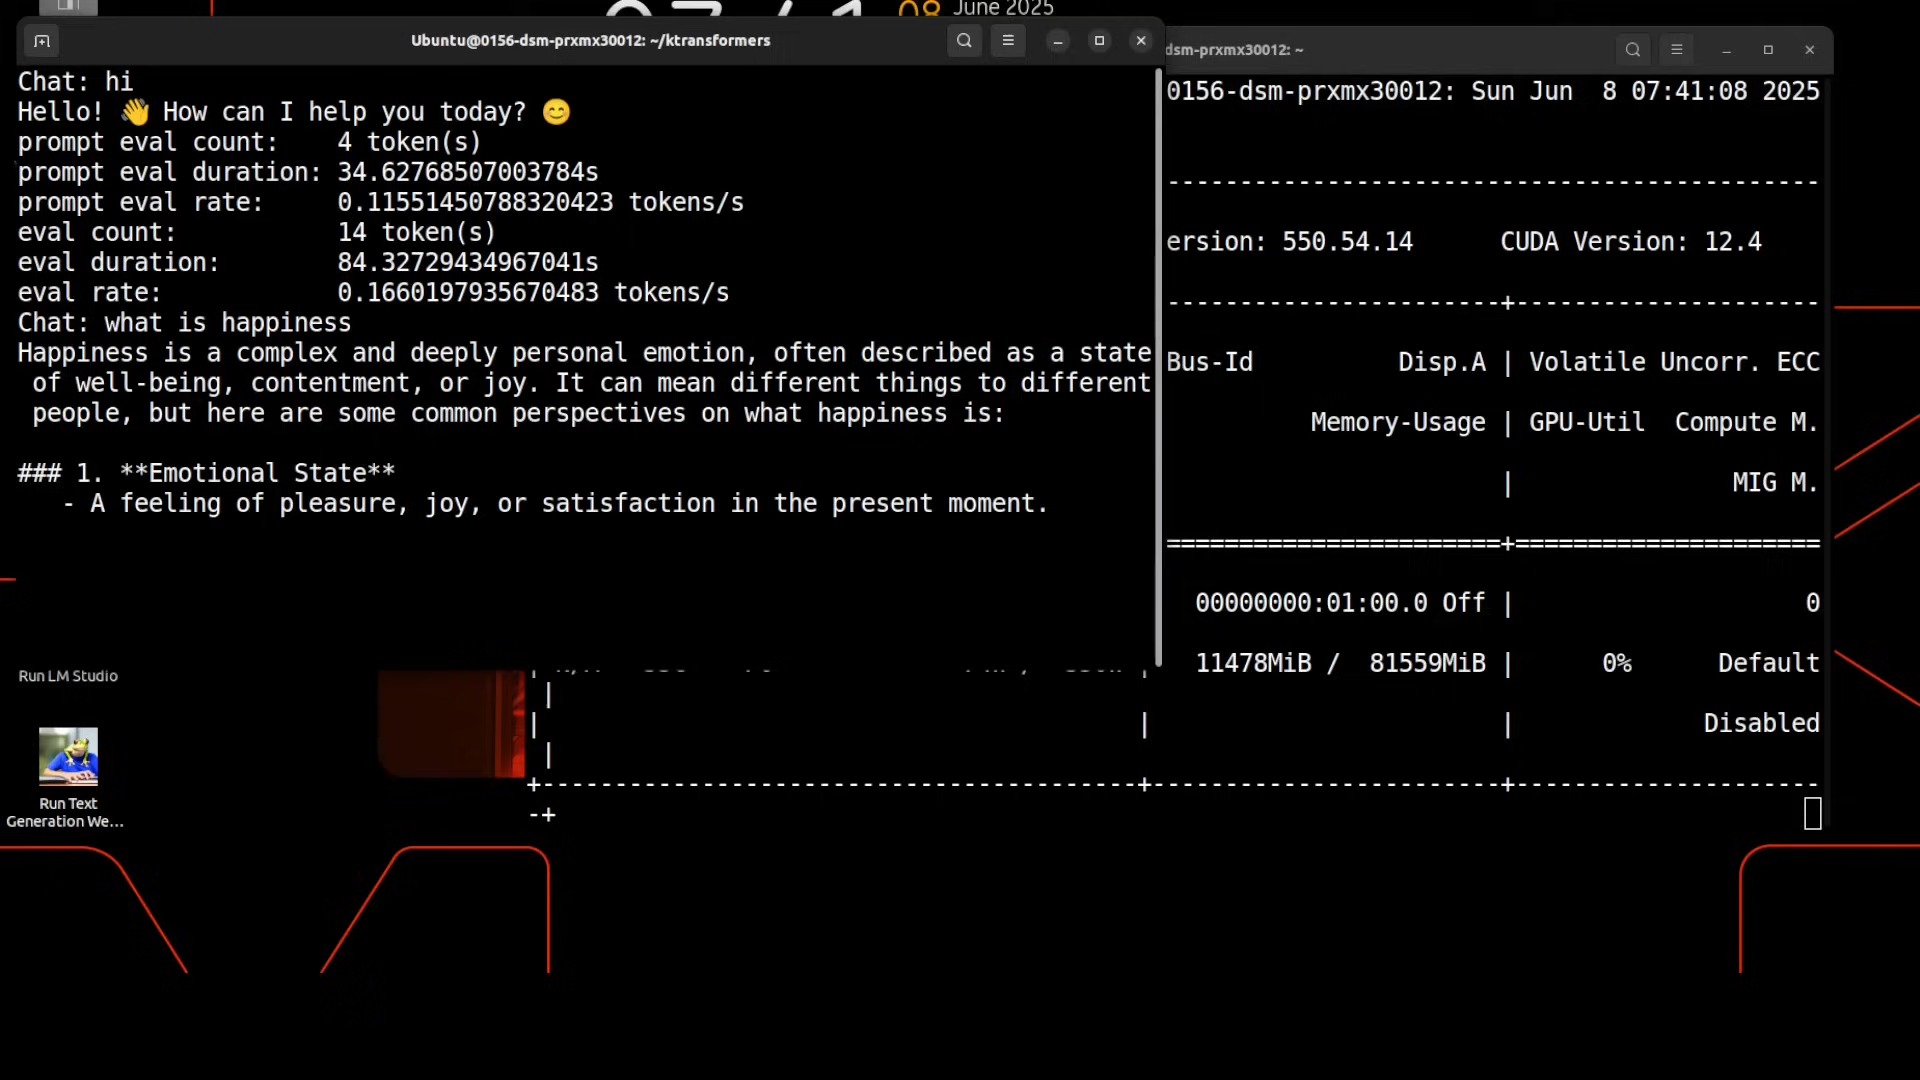 June 2025
Ubuntu@0156-dsm-prxmx30012: ~/ktransformers
Chat: hi
Hello! 👋 How can I help you today? 😊
prompt eval count:    4 token(s)
prompt eval duration: 34.62768507003784s
prompt eval rate:     0.11551450788320423 tokens/s
eval count:           14 token(s)
eval duration:        84.32729434967041s
eval rate:            0.1660197935670483 tokens/s
Chat: what is happiness
Happiness is a complex and deeply personal emotion, often described as a state
of well-being, contentment, or joy. It can mean different things to different
people, but here are some common perspectives on what happiness is:
### 1. **Emotional State**
- A feeling of pleasure, joy, or satisfaction in the present moment.
dsm-prxmx30012: ~
0156-dsm-prxmx30012: Sun Jun  8 07:41:08 2025
--------------------------------------------
ersion: 550.54.14      CUDA Version: 12.4
-----------------------+---------------------
Bus-Id          Disp.A | Volatile Uncorr. ECC
Memory-Usage | GPU-Util  Compute M.
|               MIG M.
=======================+=====================
00000000:01:00.0 Off |                    0
11478MiB /  81559MiB |      0%      Default
|
|                                         |                        |             Disabled
|
+-----------------------------------------+------------------------+---------------------
-+
Run LM Studio
Run Text
Generation We...